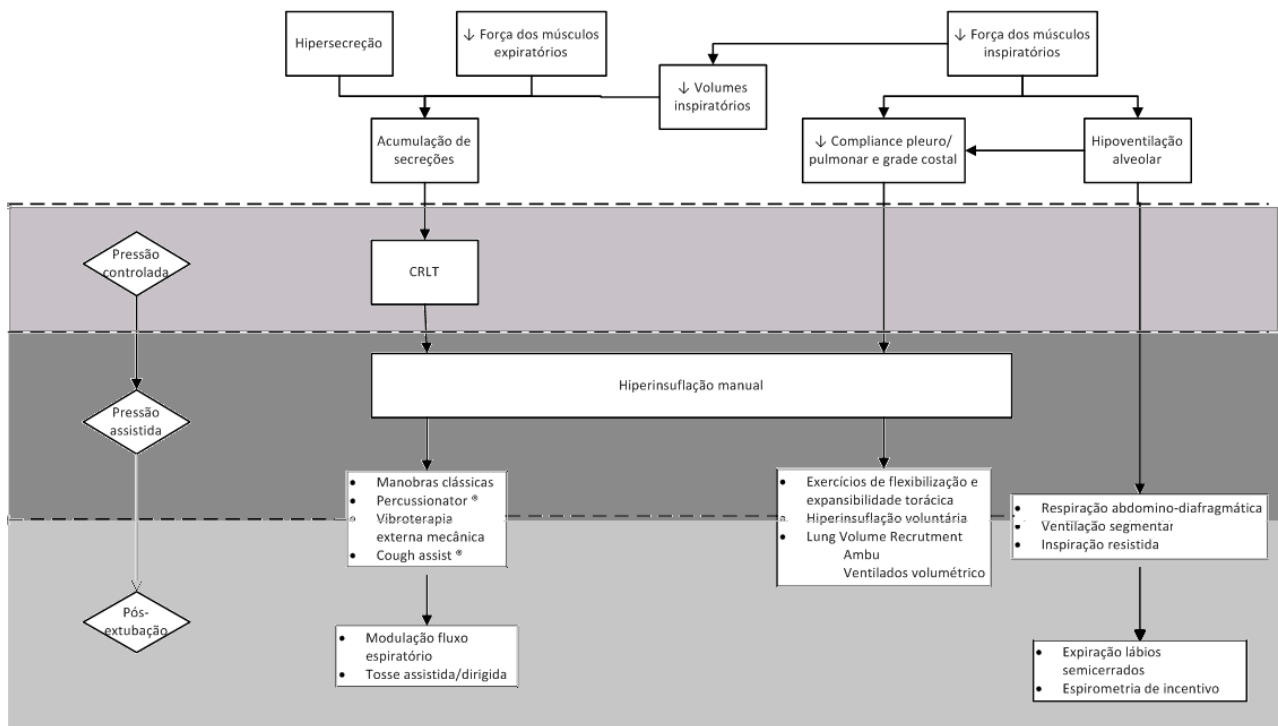 Hipersecreção
↓ Força dos músculos
expiratórios
↓ Força dos músculos
inspiratórios
↓ Volumes
inspiratórios
Acumulação de
secreções
↓ Compliance pleuro/
pulmonar e grade costal
Hipoventilação
alveolar
Pressão
controlada
CRLT
Hiperinsuflação manual
Pressão
assistida
• Manobras clássicas
• Percussionator ®
• Vibroterapia
externa mecânica
• Cough assist ®
• Exercícios de flexibilização e
expansibilidade torácica
• Hiperinsuflação voluntária
• Lung Volume Recrutment
Ambu
Ventilados volumétrico
• Respiração abdomino-diafragmática
• Ventilação segmentar
• Inspiração resistida
Pós-
extubação
• Modulação fluxo
espiratório
• Tosse assistida/dirigida
• Expiração lábios
semicerrados
• Espirometria de incentivo